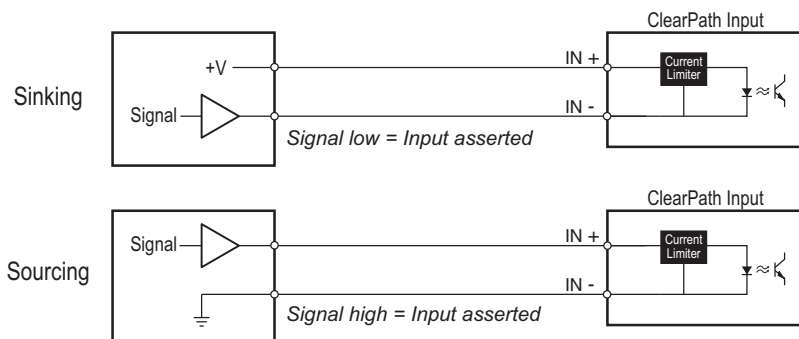 ClearPath Input
Sinking
+V
IN +
Current
Limiter
Signal
IN -
Signal low = Input asserted
ClearPath Input
Sourcing
Signal
IN +
Current
Limiter
IN -
Signal high = Input asserted